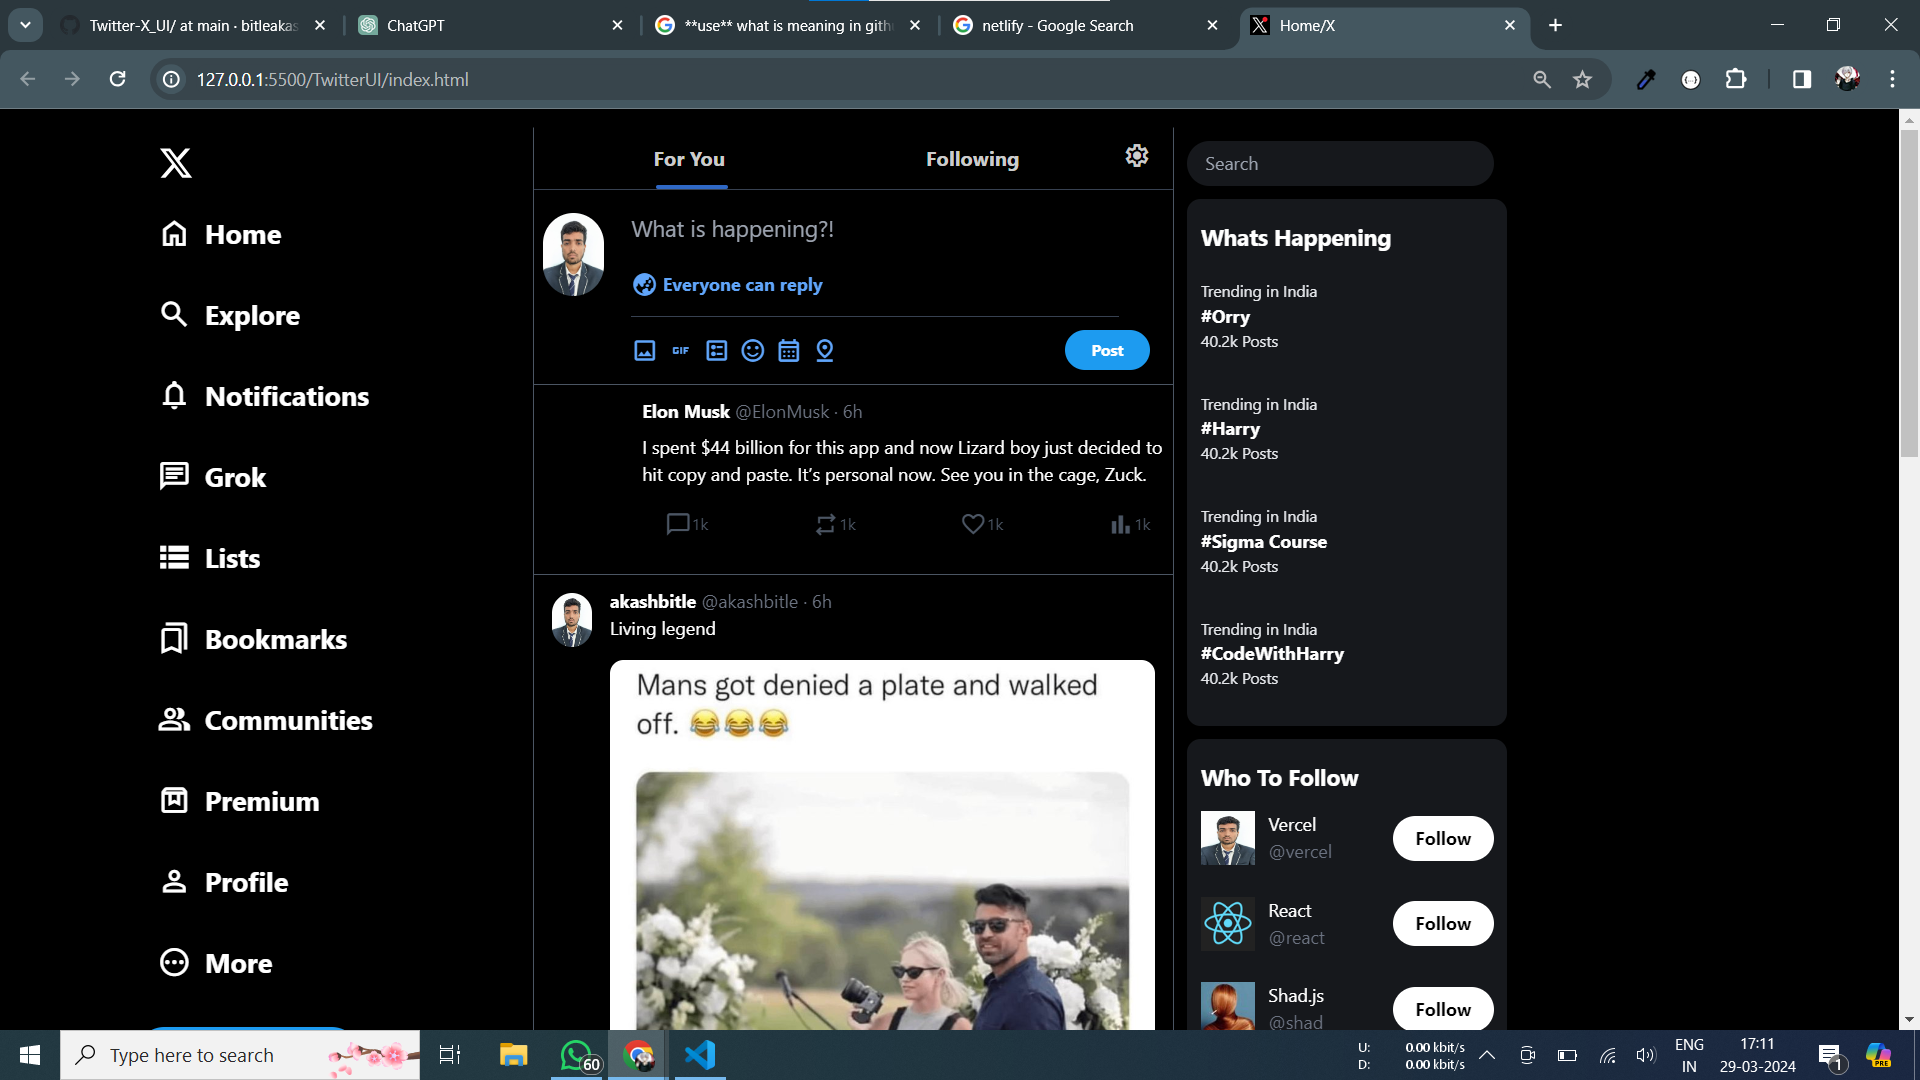 Twitter-X_UI/ at main · bitleakas
ChatGPT
**use** what is meaning in gith
netlify - Google Search
Home/X
127.0.0.1:5500/TwitterUI/index.html
Home
Explore
Notifications
Grok
Lists
Bookmarks
Communities
Premium
Profile
More
For You
Following
What is happening?!
Everyone can reply
GIF
Post
Elon Musk @ElonMusk · 6h
I spent $44 billion for this app and now Lizard boy just decided to
hit copy and paste. It’s personal now. See you in the cage, Zuck.
1k 1k 1k 1k
akashbitle @akashbitle · 6h
Living legend
Mans got denied a plate and walked
off. 😂😂😂
Search
Whats Happening
Trending in India
#Orry
40.2k Posts
Trending in India
#Harry
40.2k Posts
Trending in India
#Sigma Course
40.2k Posts
Trending in India
#CodeWithHarry
40.2k Posts
Who To Follow
Vercel
@vercel
Follow
React
@react
Follow
Shad.js
@shad
Follow
Type here to search
60
U: 0.00 kbit/s
D: 0.00 kbit/s
ENG
IN
17:11
29-03-2024
1
PRE